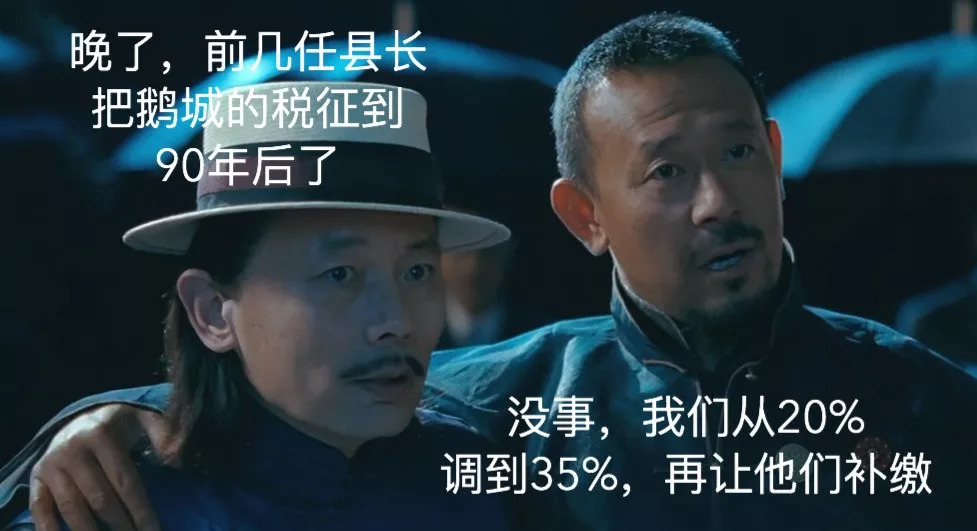 晚了，前几任县长
把鹅城的税征到
90年后了
没事，我们从20%
调到35%，再让他们补缴